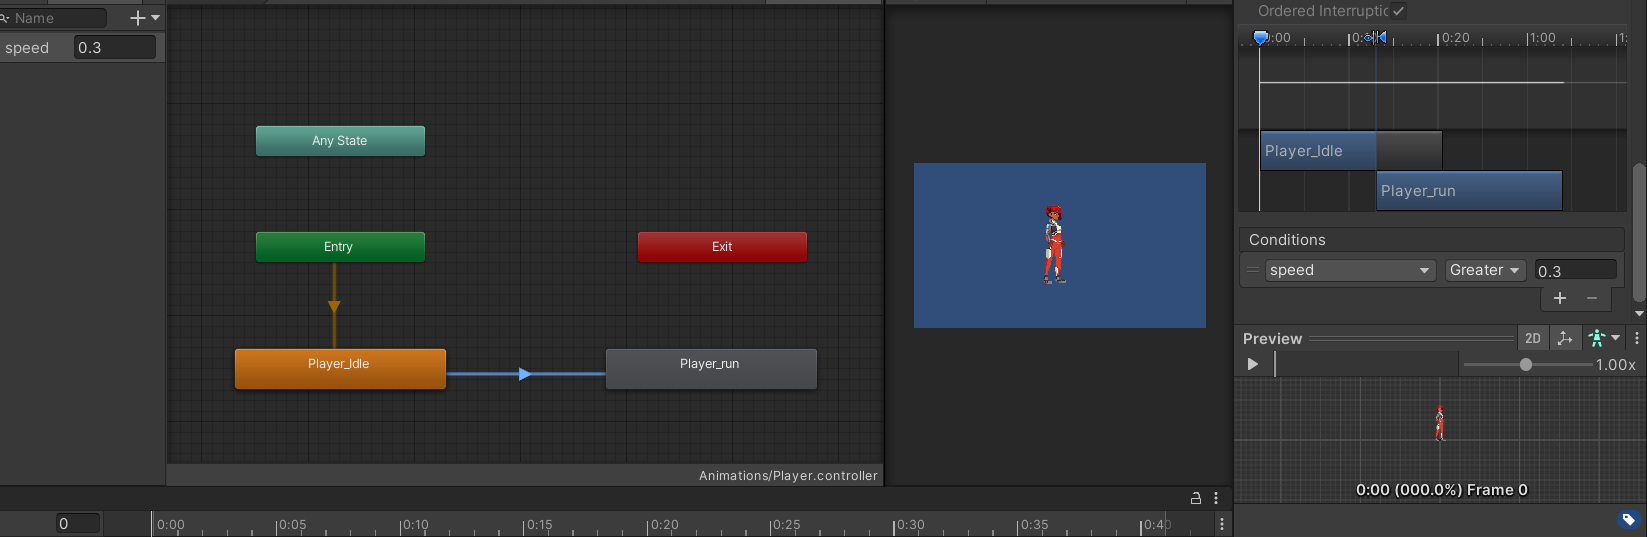 Name
speed
0.3
Any State
Entry
Exit
Player_Idle
Player_run
Animations/Player.controller
0
0:00
0:05
0:10
0:15
0:20
0:25
0:30
0:35
0:40
Ordered Interruptic
:00
0:20
1:00
Player_Idle
Player_run
Conditions
speed
Greater
0.3
Preview
2D
1.00x
0:00 (000.0%) Frame 0